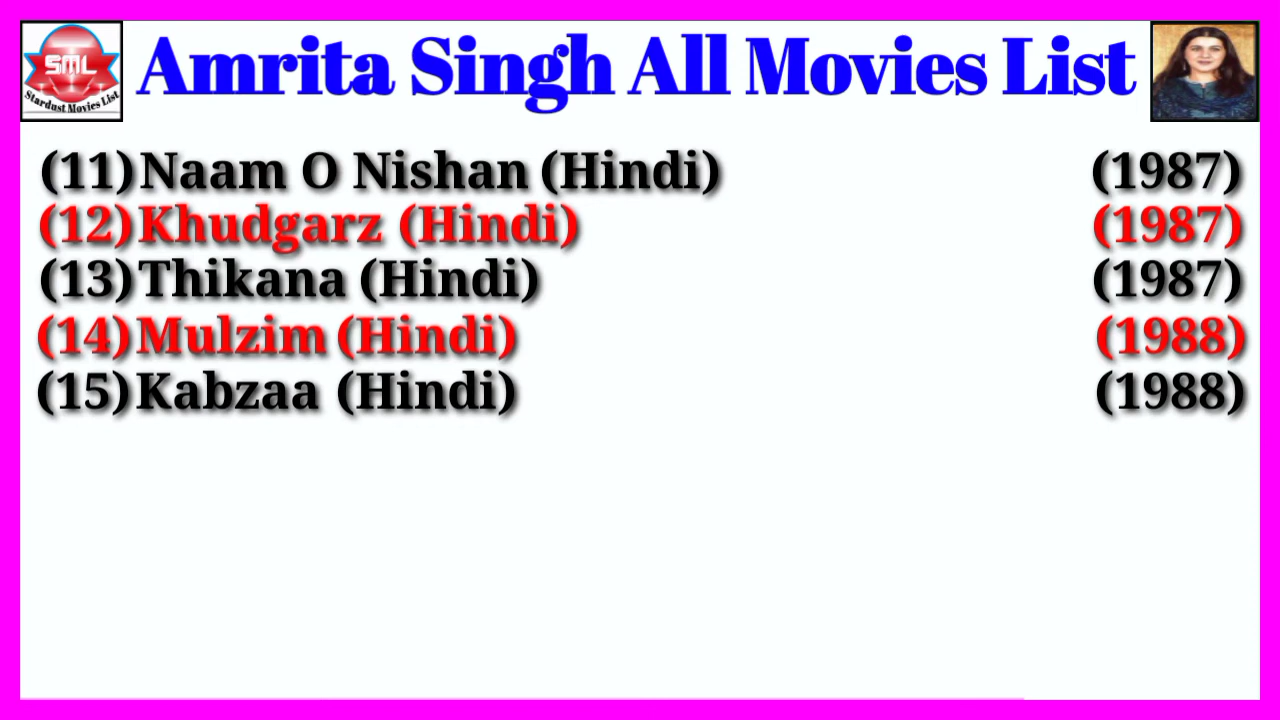 SML
Stardust Movies List
Amrita Singh All Movies List
(11) Naam O Nishan (Hindi) (1987)
(12) Khudgarz (Hindi) (1987)
(13) Thikana (Hindi) (1987)
(14) Mulzim (Hindi) (1988)
(15) Kabzaa (Hindi) (1988)